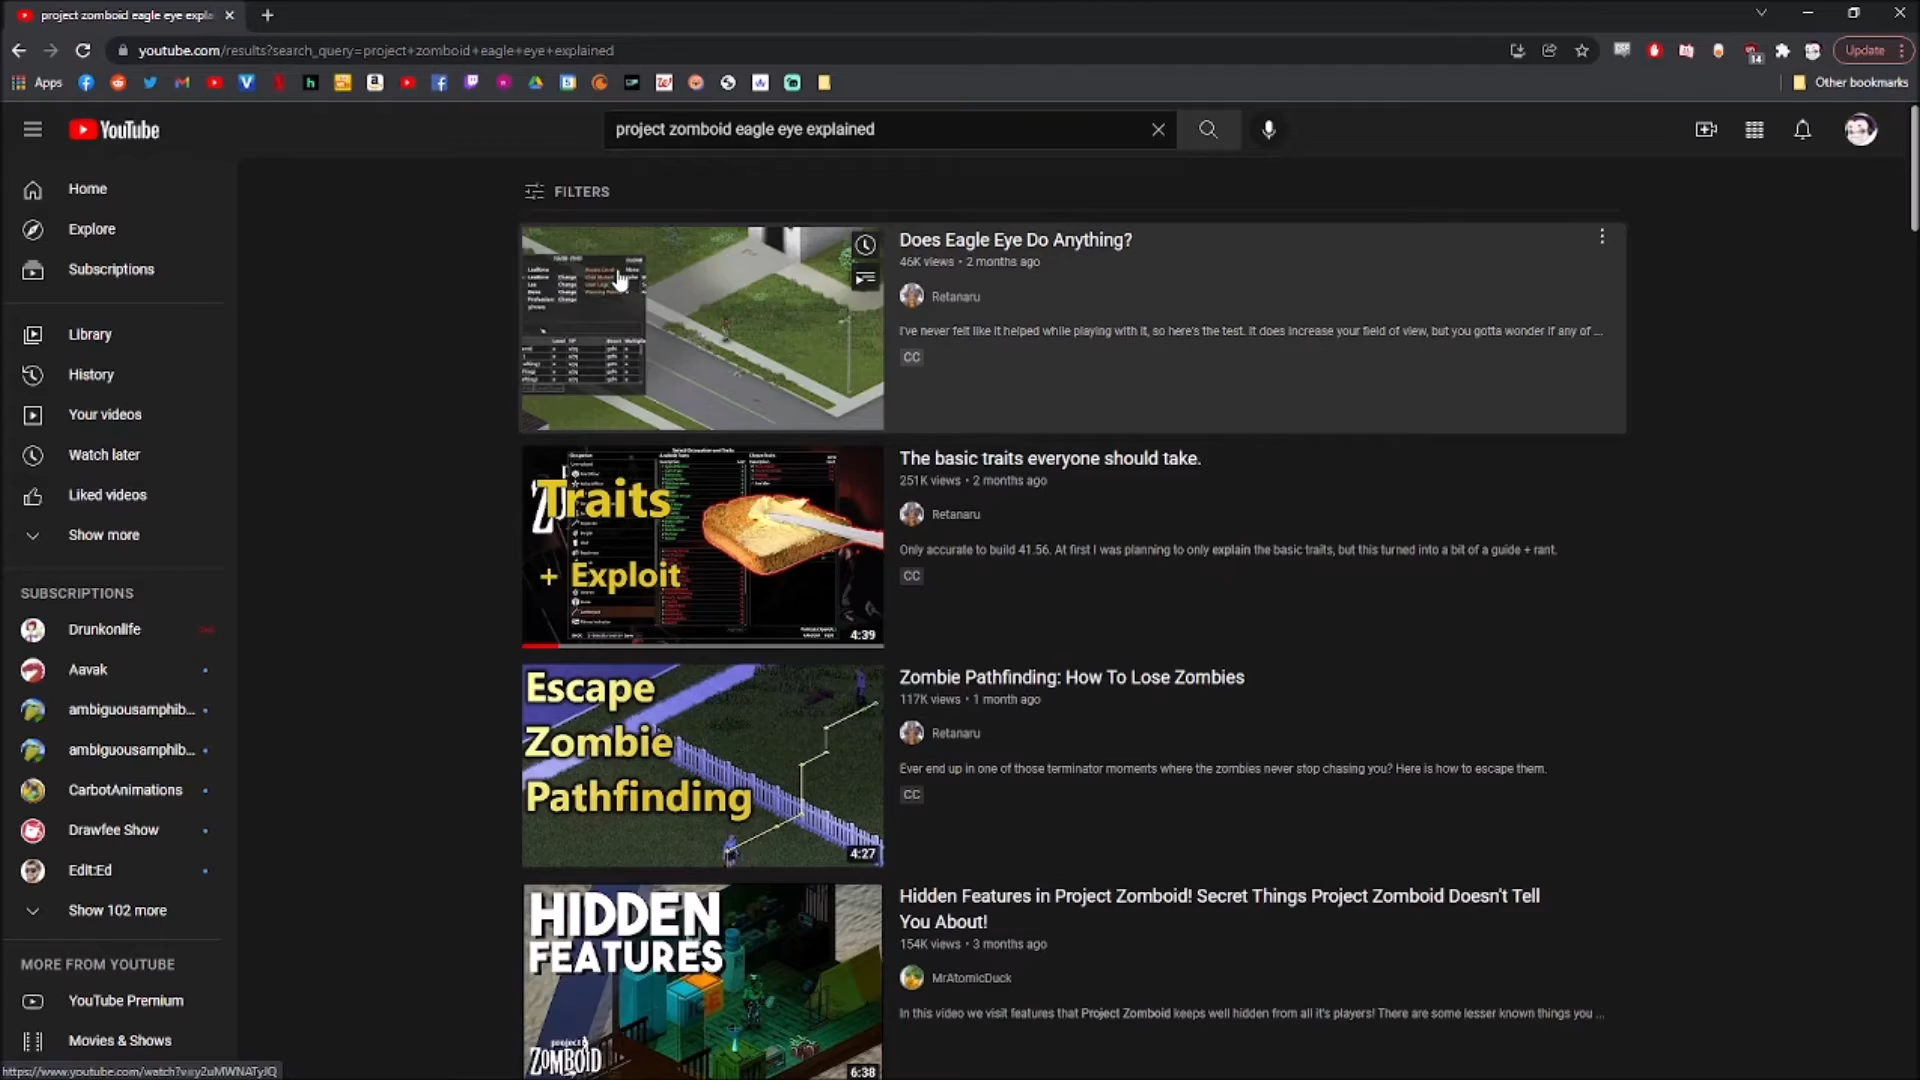 project zomboid eagle eye expla
youtube.com/results?search_query=project+zomboid+eagle+eye+explained
14
Update
Apps
Other bookmarks
YouTube
project zomboid eagle eye explained
Home
Explore
Subscriptions
Library
History
Your videos
Watch later
Liked videos
Show more
SUBSCRIPTIONS
Drunkonlife
Aavak
ambiguousamphib...
ambiguousamphib...
CarbotAnimations
Drawfee Show
Edit:Ed
Show 102 more
MORE FROM YOUTUBE
YouTube Premium
Movies & Shows
FILTERS
Does Eagle Eye Do Anything?
46K views • 2 months ago
Retanaru
I've never felt like it helped while playing with it, so here's the test. It does increase your field of view, but you gotta wonder if any of ...
CC
Traits
+ Exploit
4:39
The basic traits everyone should take.
251K views • 2 months ago
Retanaru
Only accurate to build 41.56. At first I was planning to only explain the basic traits, but this turned into a bit of a guide + rant.
CC
Escape
Zombie
Pathfinding
4:27
Zombie Pathfinding: How To Lose Zombies
117K views • 1 month ago
Retanaru
Ever end up in one of those terminator moments where the zombies never stop chasing you? Here is how to escape them.
CC
HIDDEN
FEATURES
project
ZOMBOID
6:38
Hidden Features in Project Zomboid! Secret Things Project Zomboid Doesn't Tell
You About!
154K views • 3 months ago
MrAtomicDuck
In this video we visit features that Project Zomboid keeps well hidden from all it's players! There are some lesser known things you ...